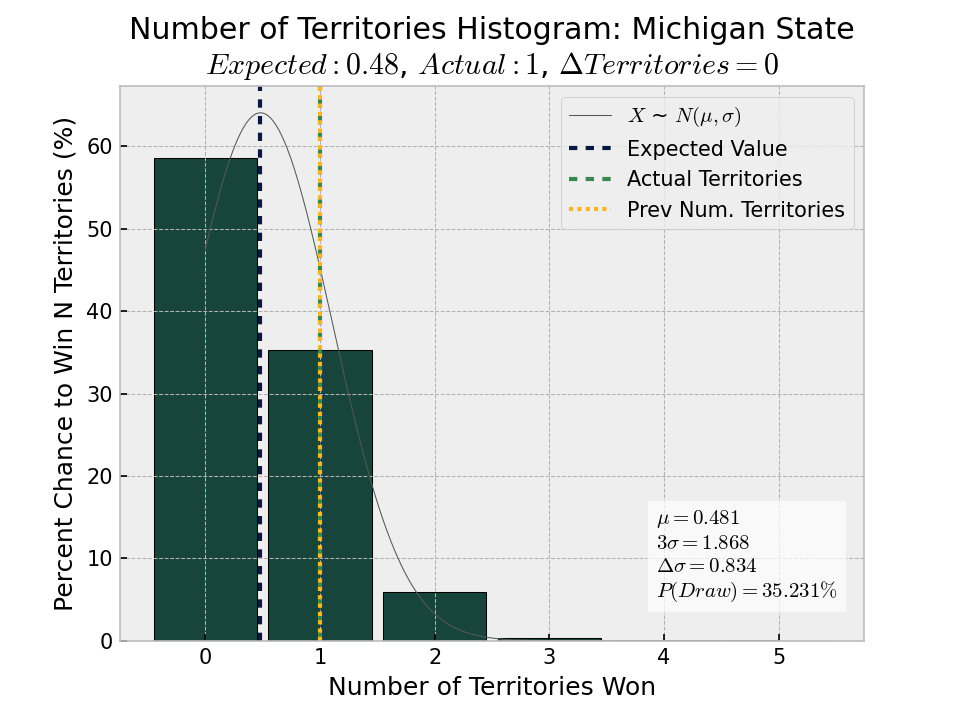 Number of Territories Histogram: Michigan State
Expected : 0.48, Actual : 1, ΔTerritories = 0
X ~ N(μ, σ)
Expected Value
Actual Territories
Prev Num. Territories
Percent Chance to Win N Territories (%)
60
50
40
30
20
10
0
μ = 0.481
3σ = 1.868
Δσ = 0.834
P(Draw) = 35.231%
0 1 2 3 4 5
Number of Territories Won